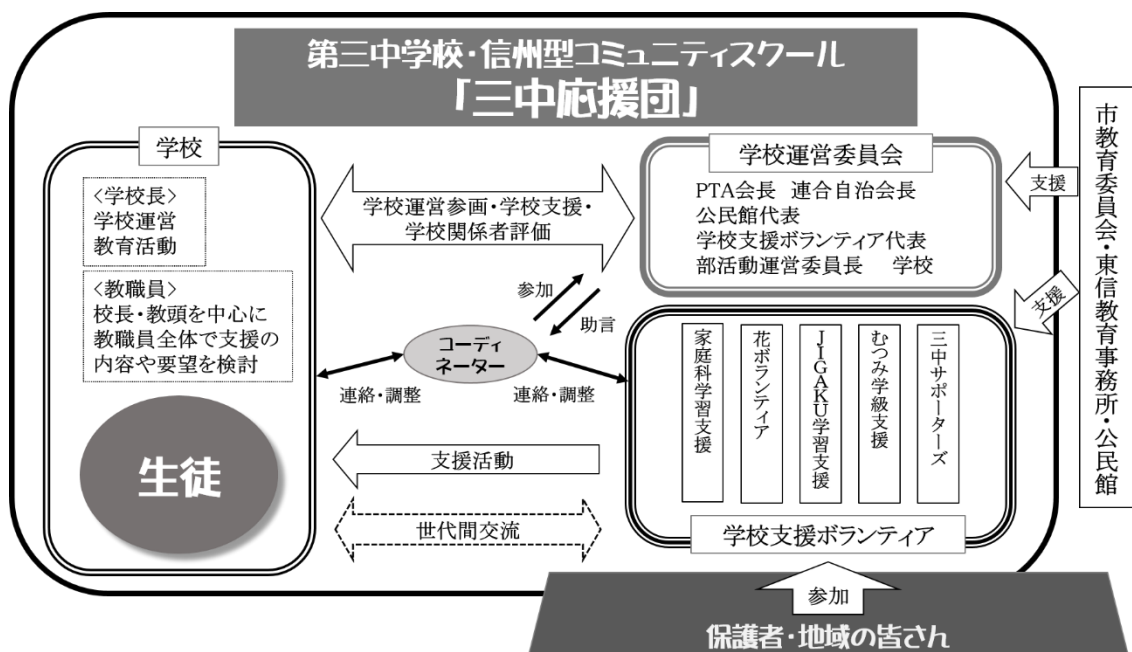 第三中学校・信州型コミュニティスクール
「三中応援団」
学校
<学校長>
学校運営
教育活動
<教職員>
校長・教頭を中心に
教職員全体で支援の
内容や要望を検討
生徒
学校運営参画・学校支援・
学校関係者評価
参加
助言
コーディ
ネーター
連絡・調整
連絡・調整
支援活動
世代間交流
学校運営委員会
PTA会長 連合自治会長
公民館代表
学校支援ボランティア代表
部活動運営委員長 学校
家庭科学習支援
花ボランティア
JIGAKU学習支援
むつみ学級支援
三中サポーターズ
学校支援ボランティア
支援
支援
市教育委員会・東信教育事務所・公民館
参加
保護者・地域の皆さん